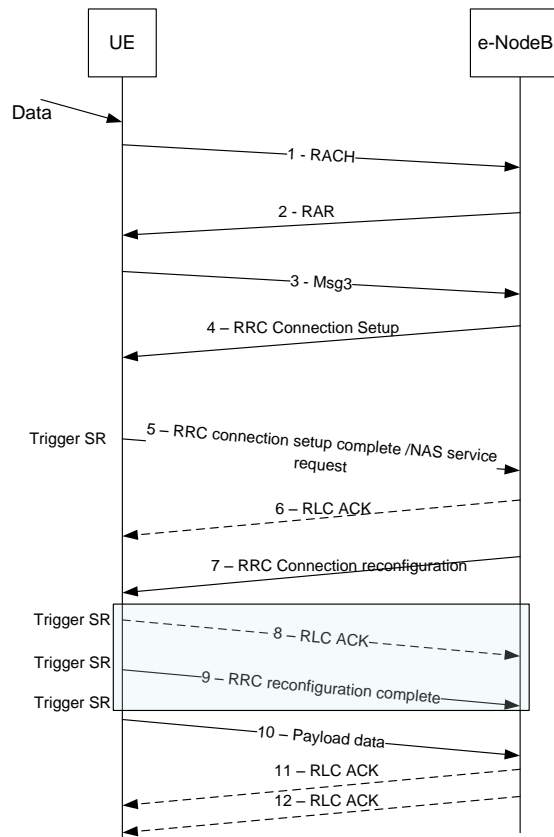 UE
e-NodeB
Data
1 - RACH
2 - RAR
3 - Msg3
4 – RRC Connection Setup
Trigger SR
5 – RRC connection setup complete /NAS service
request
6 – RLC ACK
7 – RRC Connection reconfiguration
Trigger SR
8 – RLC ACK
Trigger SR
9 – RRC reconfiguration complete
Trigger SR
10 – Payload data
11 – RLC ACK
12 – RLC ACK